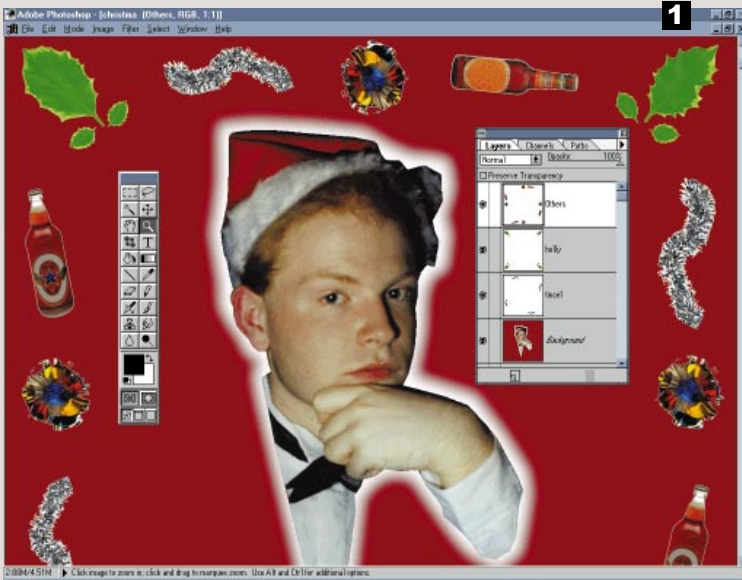 1
Adobe Photoshop - [christma (Others, RGB, 1:1)]
File Edit Mode Image Filter Select Window Help
Layers Channels Paths
Normal Opacity: 100%
Preserve Transparency
Others
holly
tinsel
Background
T
2.88M/4.51M Click image to zoom in; click and drag to marquee zoom. Use Alt and Ctrl for additional options.